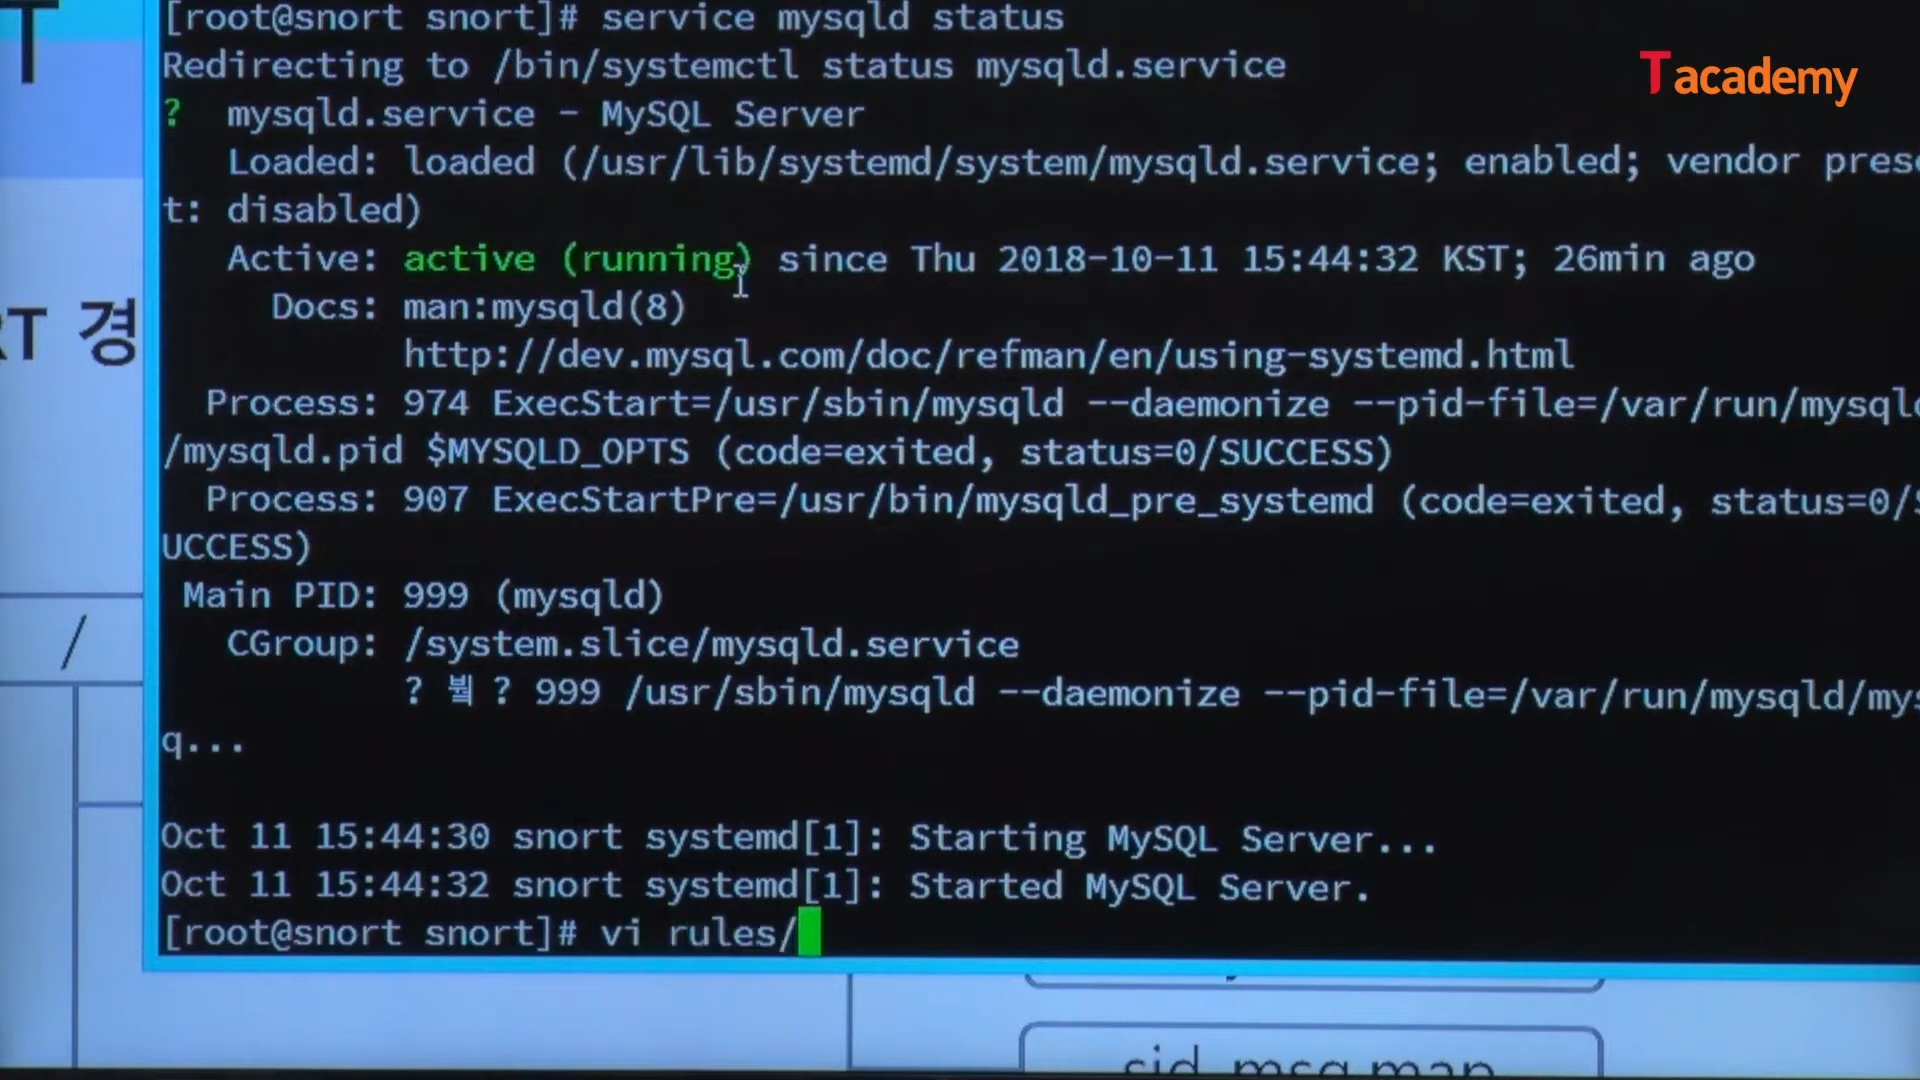 T
[root@snort snort]# service mysqld status
Redirecting to /bin/systemctl status mysqld.service
Tacademy
? mysqld.service - MySQL Server
Loaded: loaded (/usr/lib/systemd/system/mysqld.service; enabled; vendor prese
t: disabled)
Active: active (running) since Thu 2018-10-11 15:44:32 KST; 26min ago
Docs: man:mysqld(8)
RT 경
http://dev.mysql.com/doc/refman/en/using-systemd.html
Process: 974 ExecStart=/usr/sbin/mysqld --daemonize --pid-file=/var/run/mysqld
/mysqld.pid $MYSQLD_OPTS (code=exited, status=0/SUCCESS)
Process: 907 ExecStartPre=/usr/bin/mysqld_pre_systemd (code=exited, status=0/S
UCCESS)
Main PID: 999 (mysqld)
/
CGroup: /system.slice/mysqld.service
? ? 999 /usr/sbin/mysqld --daemonize --pid-file=/var/run/mysqld/mys
q...
Oct 11 15:44:30 snort systemd[1]: Starting MySQL Server...
Oct 11 15:44:32 snort systemd[1]: Started MySQL Server.
[root@snort snort]# vi rules/
sid_msg.map